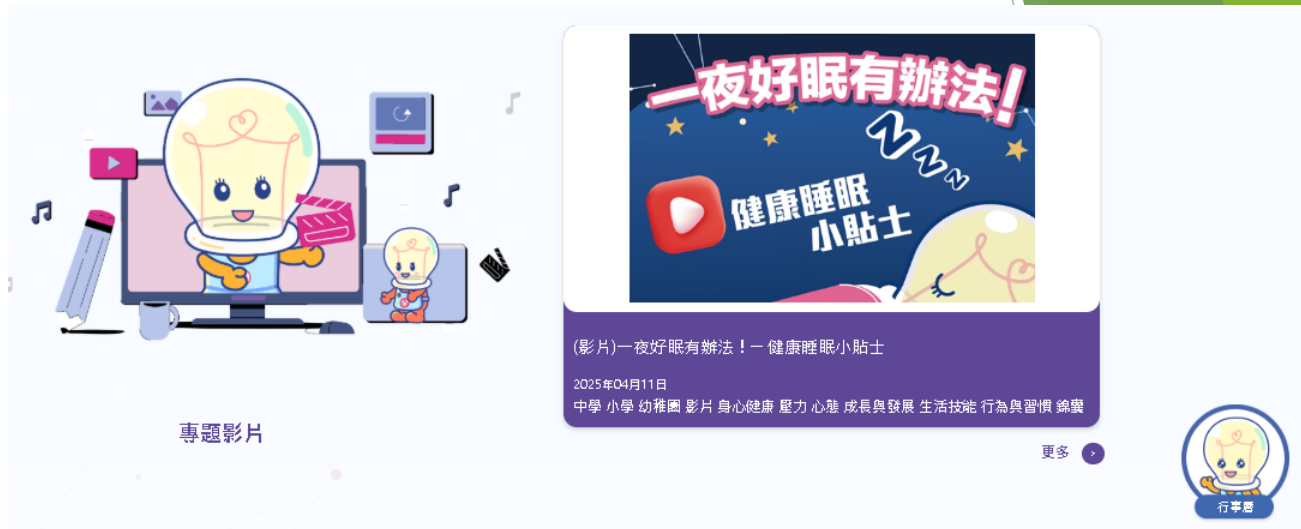 一夜好眠有辦法!
Z Z Z Z
健康睡眠
小貼士
(影片)一夜好眠有辦法！— 健康睡眠小貼士
2025年04月11日
中學 小學 幼稚園 影片 身心健康 壓力 心態 成長與發展 生活技能 行為與習慣 錦囊
專題影片
更多
行事曆